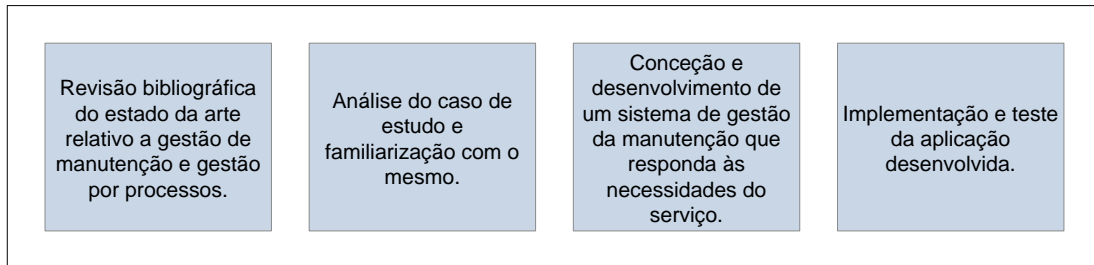 Revisão bibliográfica
do estado da arte
relativo a gestão de
manutenção e gestão
por processos.
Análise do caso de
estudo e
familiarização com o
mesmo.
Conceção e
desenvolvimento de
um sistema de gestão
da manutenção que
responda às
necessidades do
serviço.
Implementação e teste
da aplicação
desenvolvida.